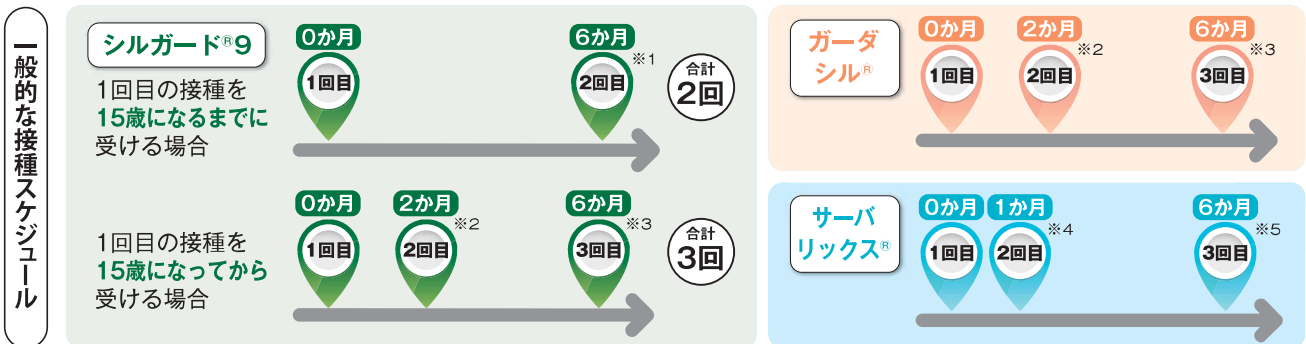 一般的な接種スケジュール
シルガード®9
1回目の接種を
15歳になるまでに
受ける場合
0か月
1回目
6か月
※1
2回目
合計
2回
1回目の接種を
15歳になってから
受ける場合
0か月
1回目
2か月
※2
2回目
6か月
※3
3回目
合計
3回
ガーダ
シル®
0か月
1回目
2か月
※2
2回目
6か月
※3
3回目
サーバ
リックス®
0か月
1回目
1か月
※4
2回目
6か月
※5
3回目